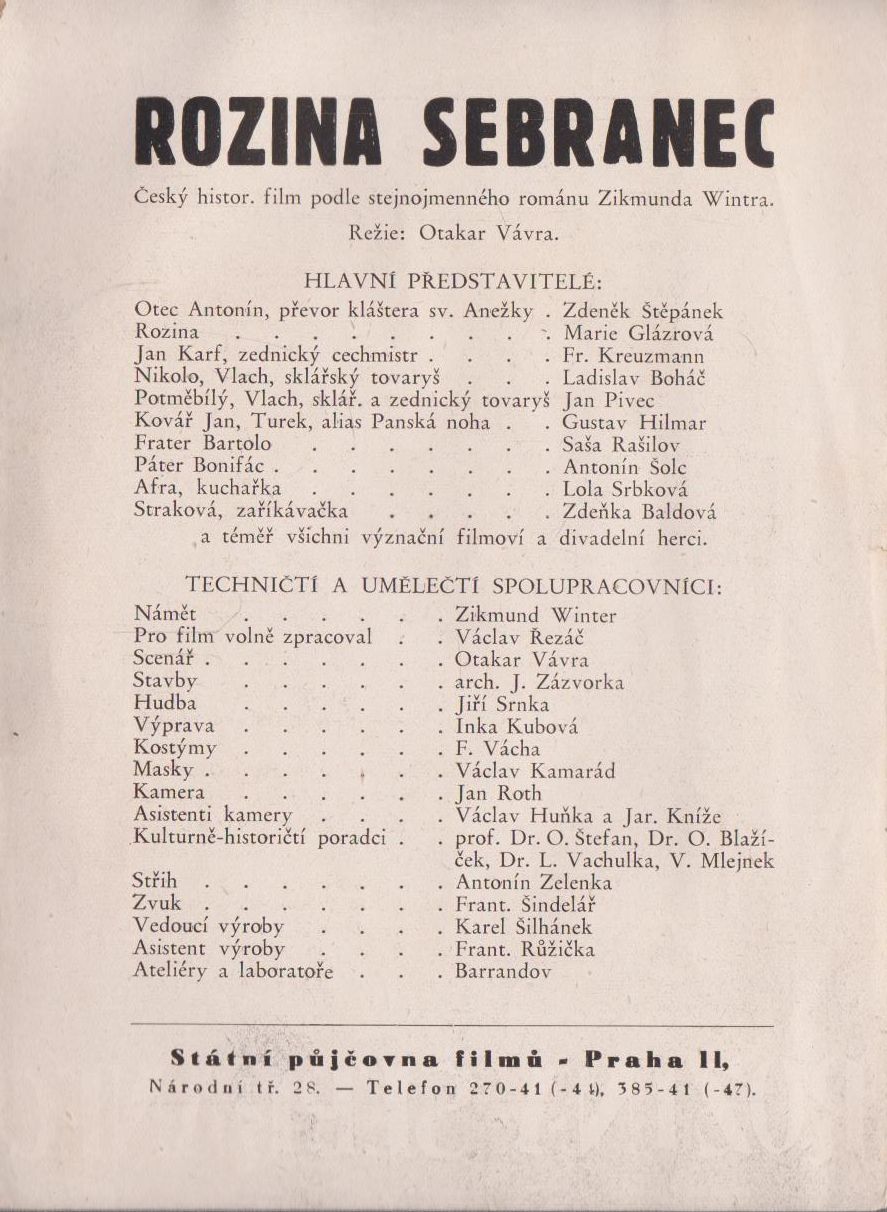 ROZINA SEBRANEC
Český histor. film podle stejnojmenného románu Zikmunda Wintra.
Režie: Otakar Vávra.
HLAVNÍ PŘEDSTAVITELÉ:
Otec Antonín, převor kláštera sv. Anežky . Zdeněk Štěpánek
Rozina . . . . . . . . . Marie Glázrová
Jan Karf, zednický cechmistr . . . . Fr. Kreuzmann
Nikolo, Vlach, sklářský tovaryš . . . Ladislav Boháč
Potměbílý, Vlach, sklář. a zednický tovaryš Jan Pivec
Kovář Jan, Turek, alias Panská noha . . Gustav Hilmar
Frater Bartolo . . . . . . . Saša Rašilov
Páter Bonifác . . . . . . . . Antonín Šolc
Afra, kuchařka . . . . . . . Lola Srbková
Straková, zaříkávačka . . . . . Zdeňka Baldová
a téměř všichni význační filmoví a divadelní herci.
TECHNIČTÍ A UMĚLEČTÍ SPOLUPRACOVNÍCI:
Námět . . . . . . Zikmund Winter
Pro film volně zpracoval . . Václav Řezáč
Scenář . . . . . . . Otakar Vávra
Stavby . . . . . . arch. J. Zázvorka
Hudba . . . . . . Jiří Srnka
Výprava . . . . . . Inka Kubová
Kostýmy . . . . . . F. Vácha
Masky . . . . . . . Václav Kamarád
Kamera . . . . . . Jan Roth
Asistenti kamery . . . . Václav Huňka a Jar. Kníže
Kulturně-historičtí poradci . . prof. Dr. O. Štefan, Dr. O. Blaží-
ček, Dr. L. Vachulka, V. Mlejnek
Střih . . . . . . . Antonín Zelenka
Zvuk . . . . . . . Frant. Šindelář
Vedoucí výroby . . . . Karel Šilhánek
Asistent výroby . . . . Frant. Růžička
Ateliéry a laboratoře . . . Barrandov
Státní půjčovna filmů - Praha II,
Národní tř. 28. — Telefon 270-41 (-44), 385-41 (-47).